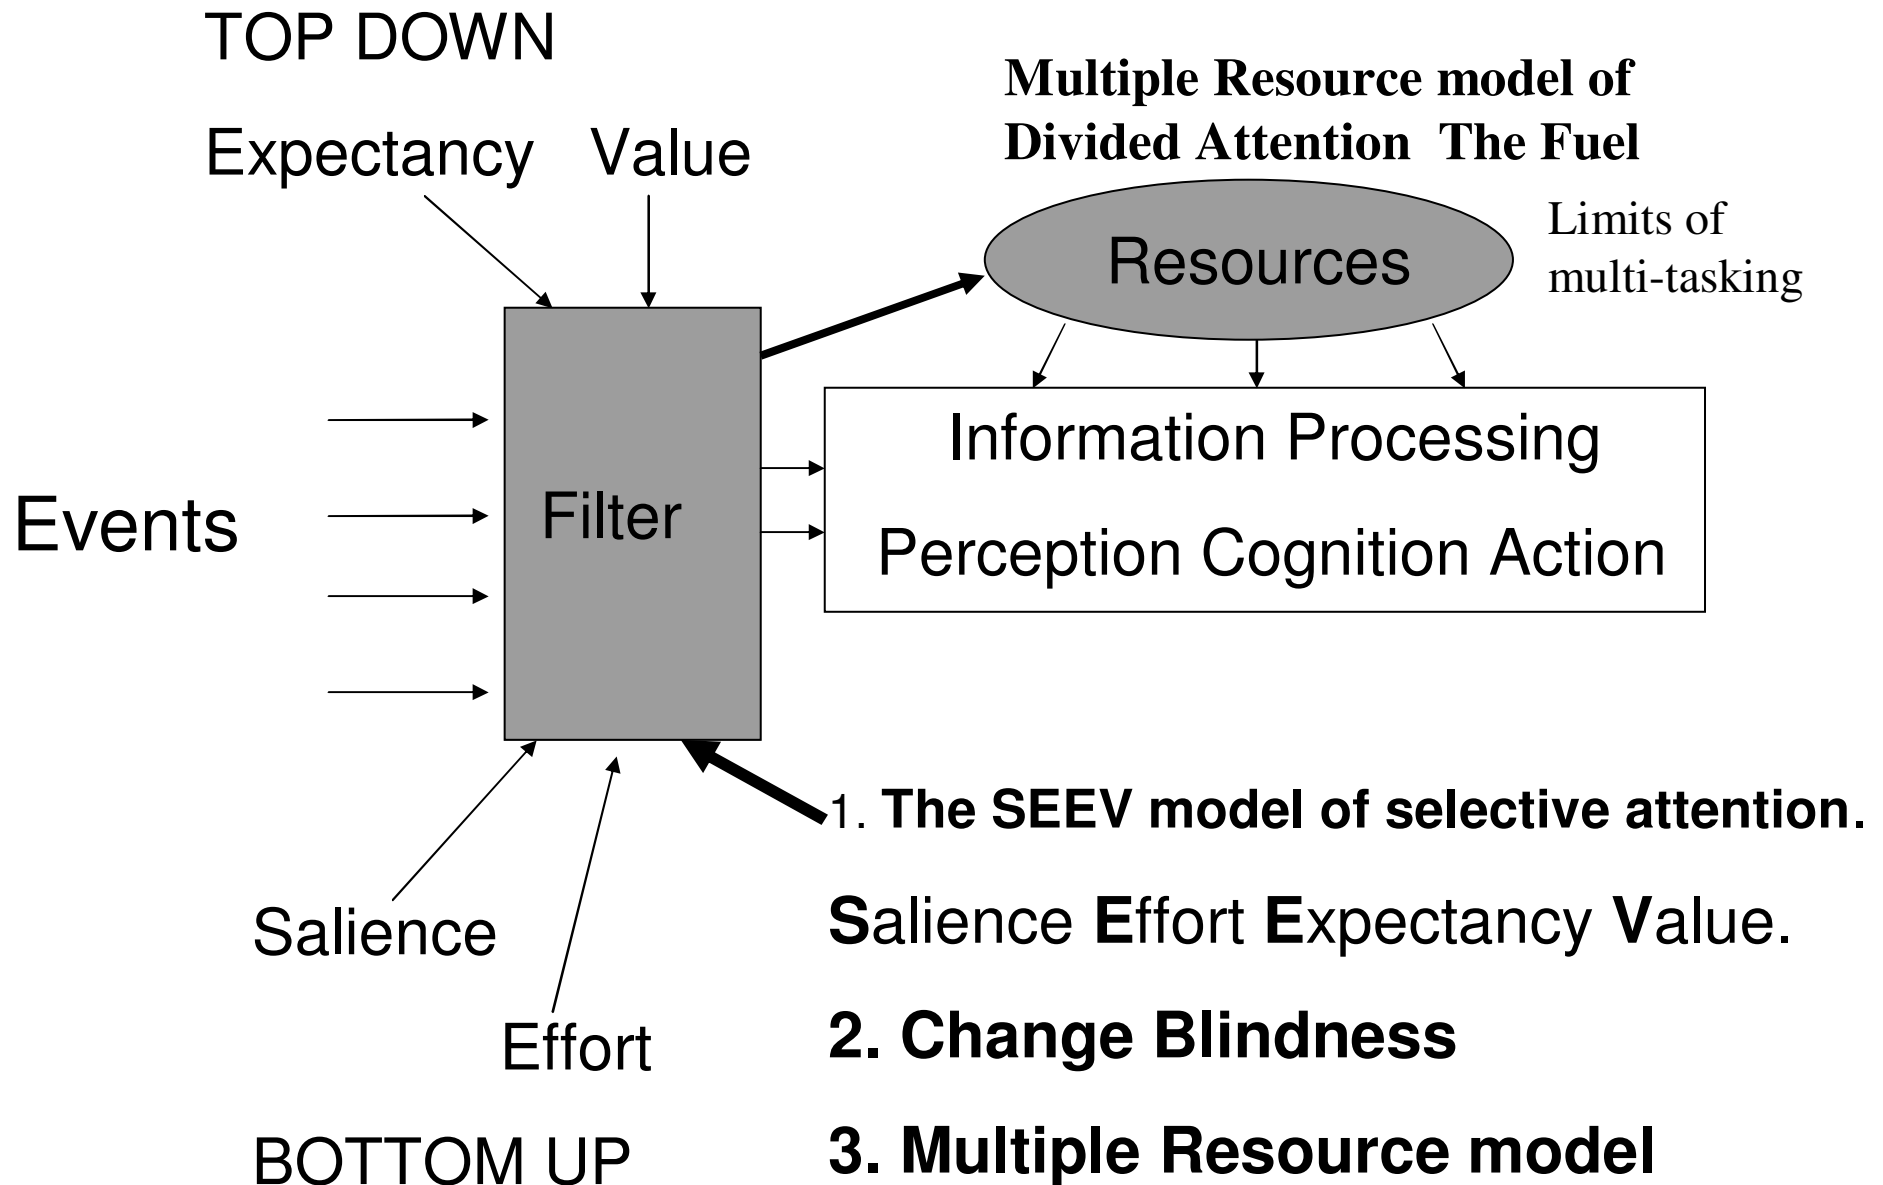 TOP DOWN
Expectancy Value
Multiple Resource model of
Divided Attention The Fuel
Resources
Limits of
multi-tasking
Events
Filter
Information Processing
Perception Cognition Action
Salience
Effort
BOTTOM UP
1. The SEEV model of selective attention.
Salience Effort Expectancy Value.
2. Change Blindness
3. Multiple Resource model